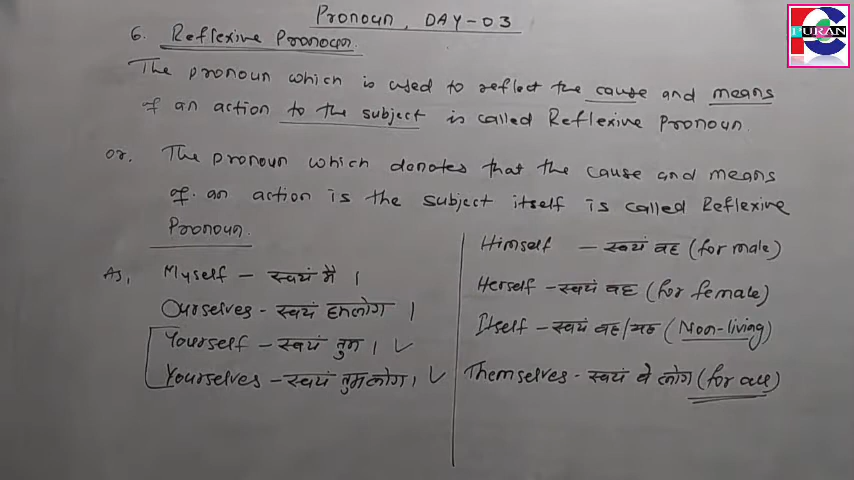 Pronoun, DAY-03
PURAN
6. Reflexive Pronoun.
The pronoun which is used to reflect the cause and means
of an action to the subject is called Reflexive pronoun.
or. The pronoun which denotes that the cause and means
of an action is the subject itself is called Reflexive
Pronoun.
As, Myself - स्वयं मै ।
Ourselves - स्वयं हमलोग ।
Yourself - स्वयं तुम ।
Yourselves - स्वयं तुमलोग ।
Himself - स्वयं वह (for male)
Herself - स्वयं वह (for female)
Itself - स्वयं वह/यह (Non-living)
Themselves - स्वयं वे लोग (for all)